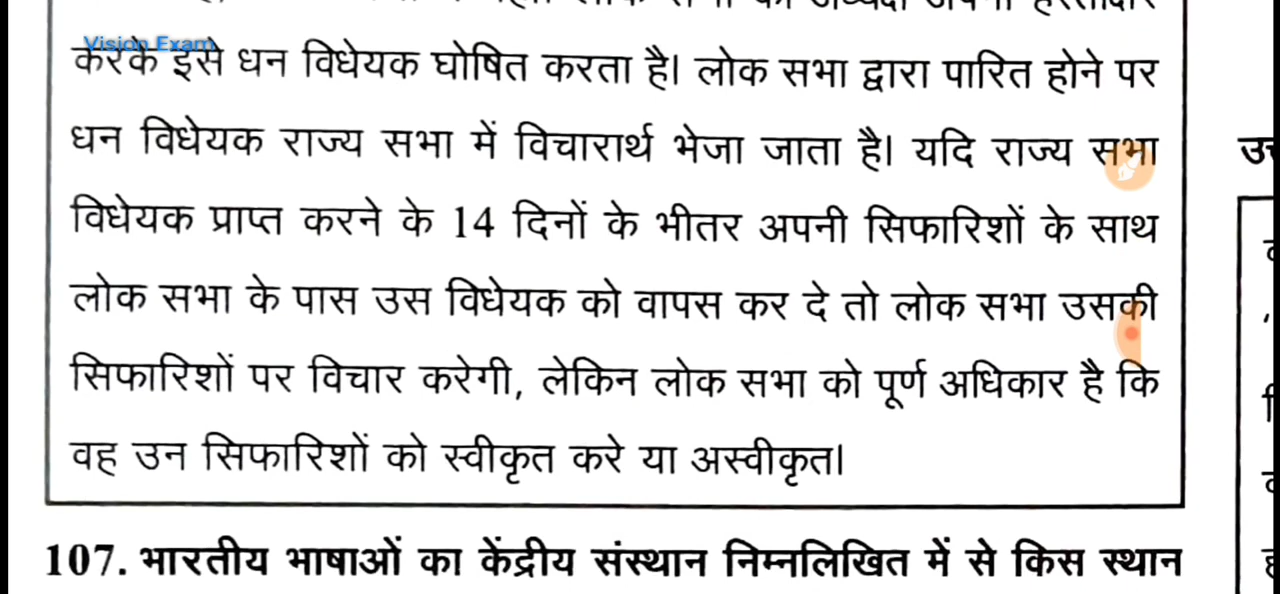 Vision Exam
करके इसे धन विधेयक घोषित करता है। लोक सभा द्वारा पारित होने पर
धन विधेयक राज्य सभा में विचारार्थ भेजा जाता है। यदि राज्य सभा
विधेयक प्राप्त करने के 14 दिनों के भीतर अपनी सिफारिशों के साथ
लोक सभा के पास उस विधेयक को वापस कर दे तो लोक सभा उसकी
सिफारिशों पर विचार करेगी, लेकिन लोक सभा को पूर्ण अधिकार है कि
वह उन सिफारिशों को स्वीकृत करे या अस्वीकृत।
107. भारतीय भाषाओं का केंद्रीय संस्थान निम्नलिखित में से किस स्थान